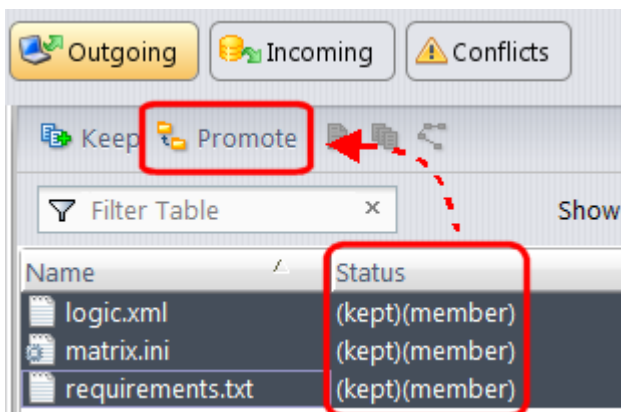 Outgoing Incoming Conflicts
Keep Promote
Filter Table × Show
Name Status
logic.xml (kept)(member)
matrix.ini (kept)(member)
requirements.txt (kept)(member)